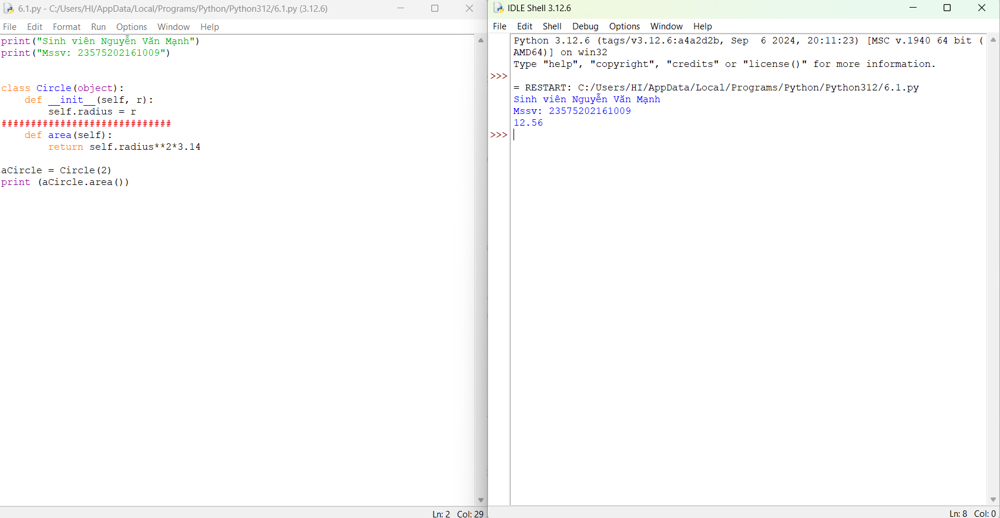 6.1.py - C:/Users/HI/AppData/Local/Programs/Python/Python312/6.1.py (3.12.6)
File Edit Format Run Options Window Help
print("Sinh viên Nguyễn Văn Mạnh")
print("Mssv: 23575202161009")
class Circle(object):
    def __init__(self, r):
        self.radius = r
#############################
    def area(self):
        return self.radius**2*3.14
aCircle = Circle(2)
print (aCircle.area())
Ln: 2 Col: 29
IDLE Shell 3.12.6
File Edit Shell Debug Options Window Help
Python 3.12.6 (tags/v3.12.6:a4a2d2b, Sep  6 2024, 20:11:23) [MSC v.1940 64 bit (
AMD64)] on win32
Type "help", "copyright", "credits" or "license()" for more information.
>>>
= RESTART: C:/Users/HI/AppData/Local/Programs/Python/Python312/6.1.py
Sinh viên Nguyễn Văn Mạnh
Mssv: 23575202161009
12.56
>>>
Ln: 8 Col: 0